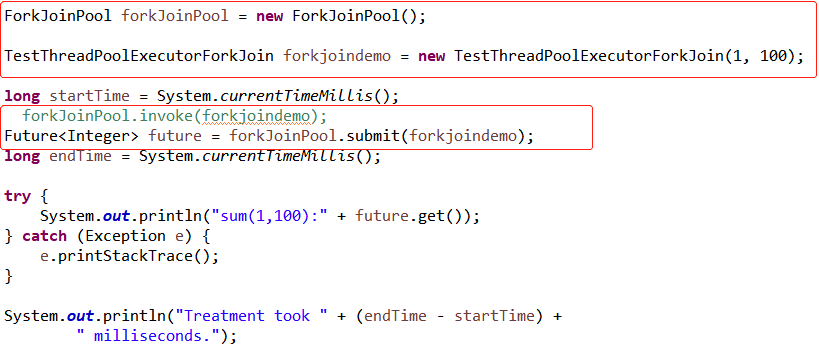 ForkJoinPool forkJoinPool = new ForkJoinPool();
TestThreadPoolExecutorForkJoin forkjoindemo = new TestThreadPoolExecutorForkJoin(1, 100);
long startTime = System.currentTimeMillis();
forkJoinPool.invoke(forkjoindemo);
Future<Integer> future = forkJoinPool.submit(forkjoindemo);
long endTime = System.currentTimeMillis();
try {
System.out.println("sum(1,100):" + future.get());
} catch (Exception e) {
e.printStackTrace();
}
System.out.println("Treatment took " + (endTime - startTime) +
" milliseconds.");